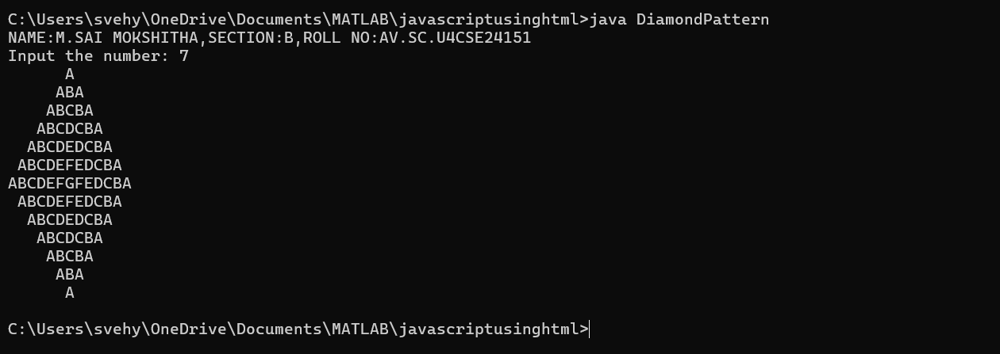 C:\Users\svehy\OneDrive\Documents\MATLAB\javascriptusinghtml>java DiamondPattern
NAME:M.SAI MOKSHITHA,SECTION:B,ROLL NO:AV.SC.U4CSE24151
Input the number: 7
      A
     ABA
    ABCBA
   ABCDCBA
  ABCDEDCBA
 ABCDEFEDCBA
ABCDEFGFEDCBA
 ABCDEFEDCBA
  ABCDEDCBA
   ABCDCBA
    ABCBA
     ABA
      A
C:\Users\svehy\OneDrive\Documents\MATLAB\javascriptusinghtml>